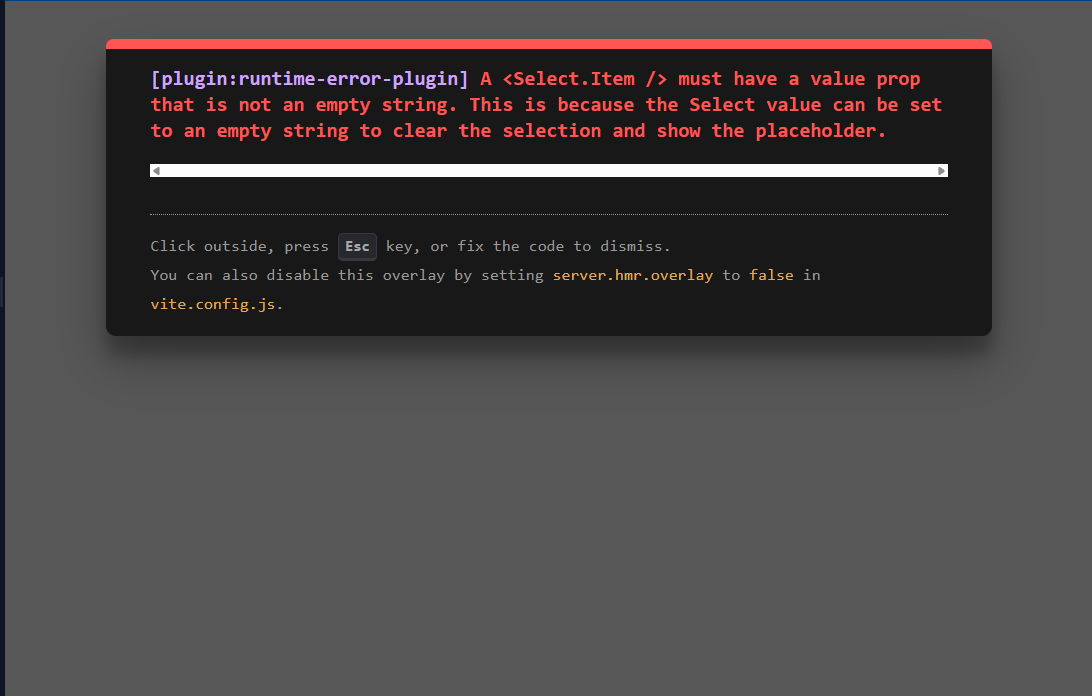 [plugin:runtime-error-plugin] A <Select.Item /> must have a value prop
that is not an empty string. This is because the Select value can be set
to an empty string to clear the selection and show the placeholder.
Click outside, press Esc key, or fix the code to dismiss.
You can also disable this overlay by setting server.hmr.overlay to false in
vite.config.js.